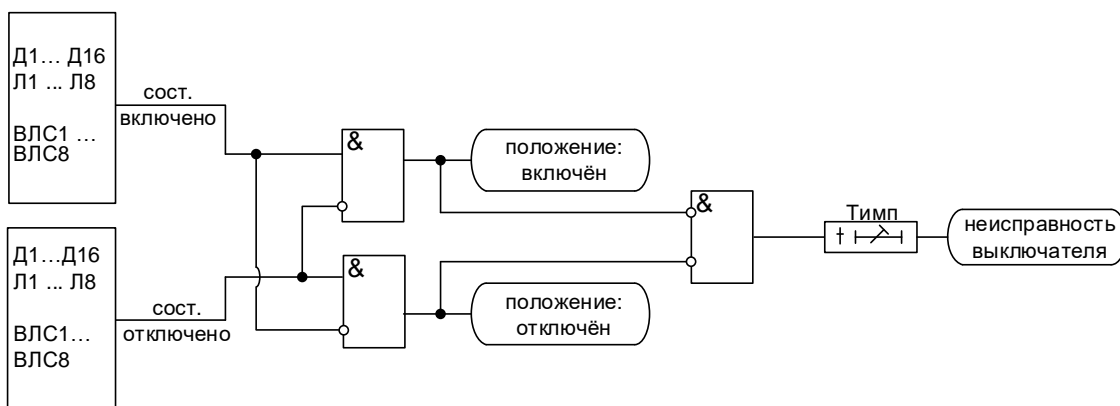 Д1... Д16
Л1 ... Л8
ВЛС1 ...
ВЛС8
сост.
включено
&
положение:
включён
Д1...Д16
Л1 ... Л8
ВЛС1...
ВЛС8
сост.
отключено
&
положение:
отключён
&
Тимп
неисправность
выключателя